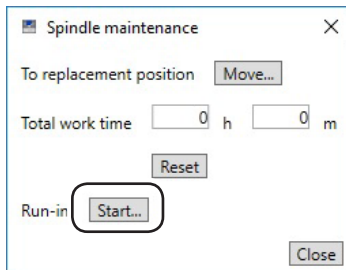 Spindle maintenance
To replacement position Move...
Total work time 0 h 0 m
Reset
Run-in Start...
Close